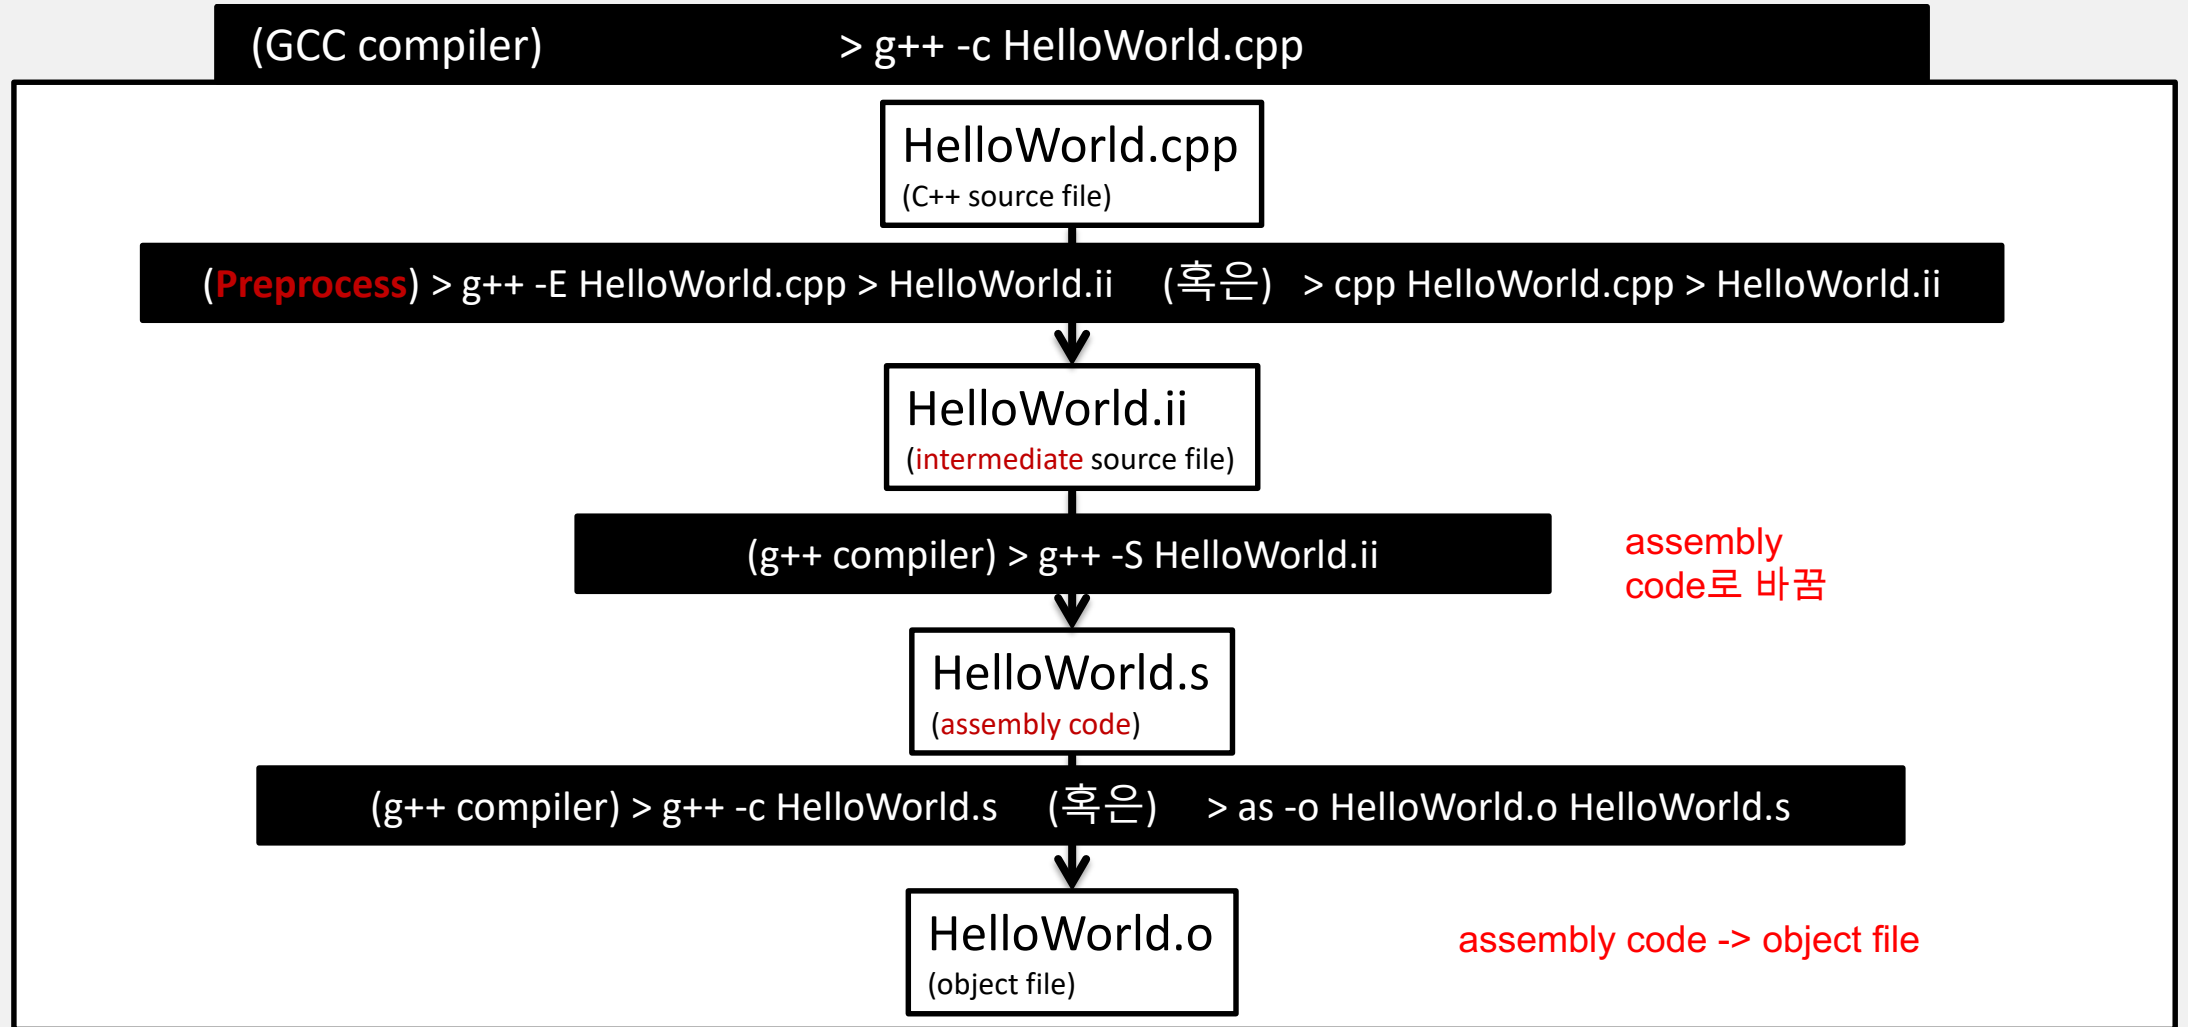 (GCC compiler) > g++ -c HelloWorld.cpp
HelloWorld.cpp
(C++ source file)
(Preprocess) > g++ -E HelloWorld.cpp > HelloWorld.ii (혹은) > cpp HelloWorld.cpp > HelloWorld.ii
HelloWorld.ii
(intermediate source file)
(g++ compiler) > g++ -S HelloWorld.ii
assembly
code로 바꿈
HelloWorld.s
(assembly code)
(g++ compiler) > g++ -c HelloWorld.s (혹은) > as -o HelloWorld.o HelloWorld.s
HelloWorld.o
(object file)
assembly code -> object file